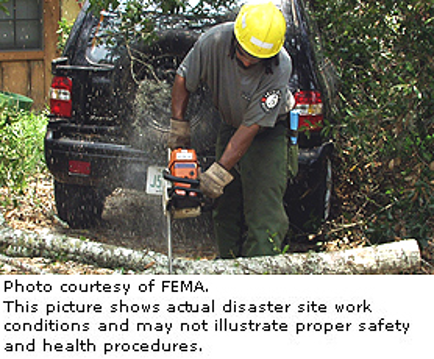 Photo courtesy of FEMA.
This picture shows actual disaster site work
conditions and may not illustrate proper safety
and health procedures.